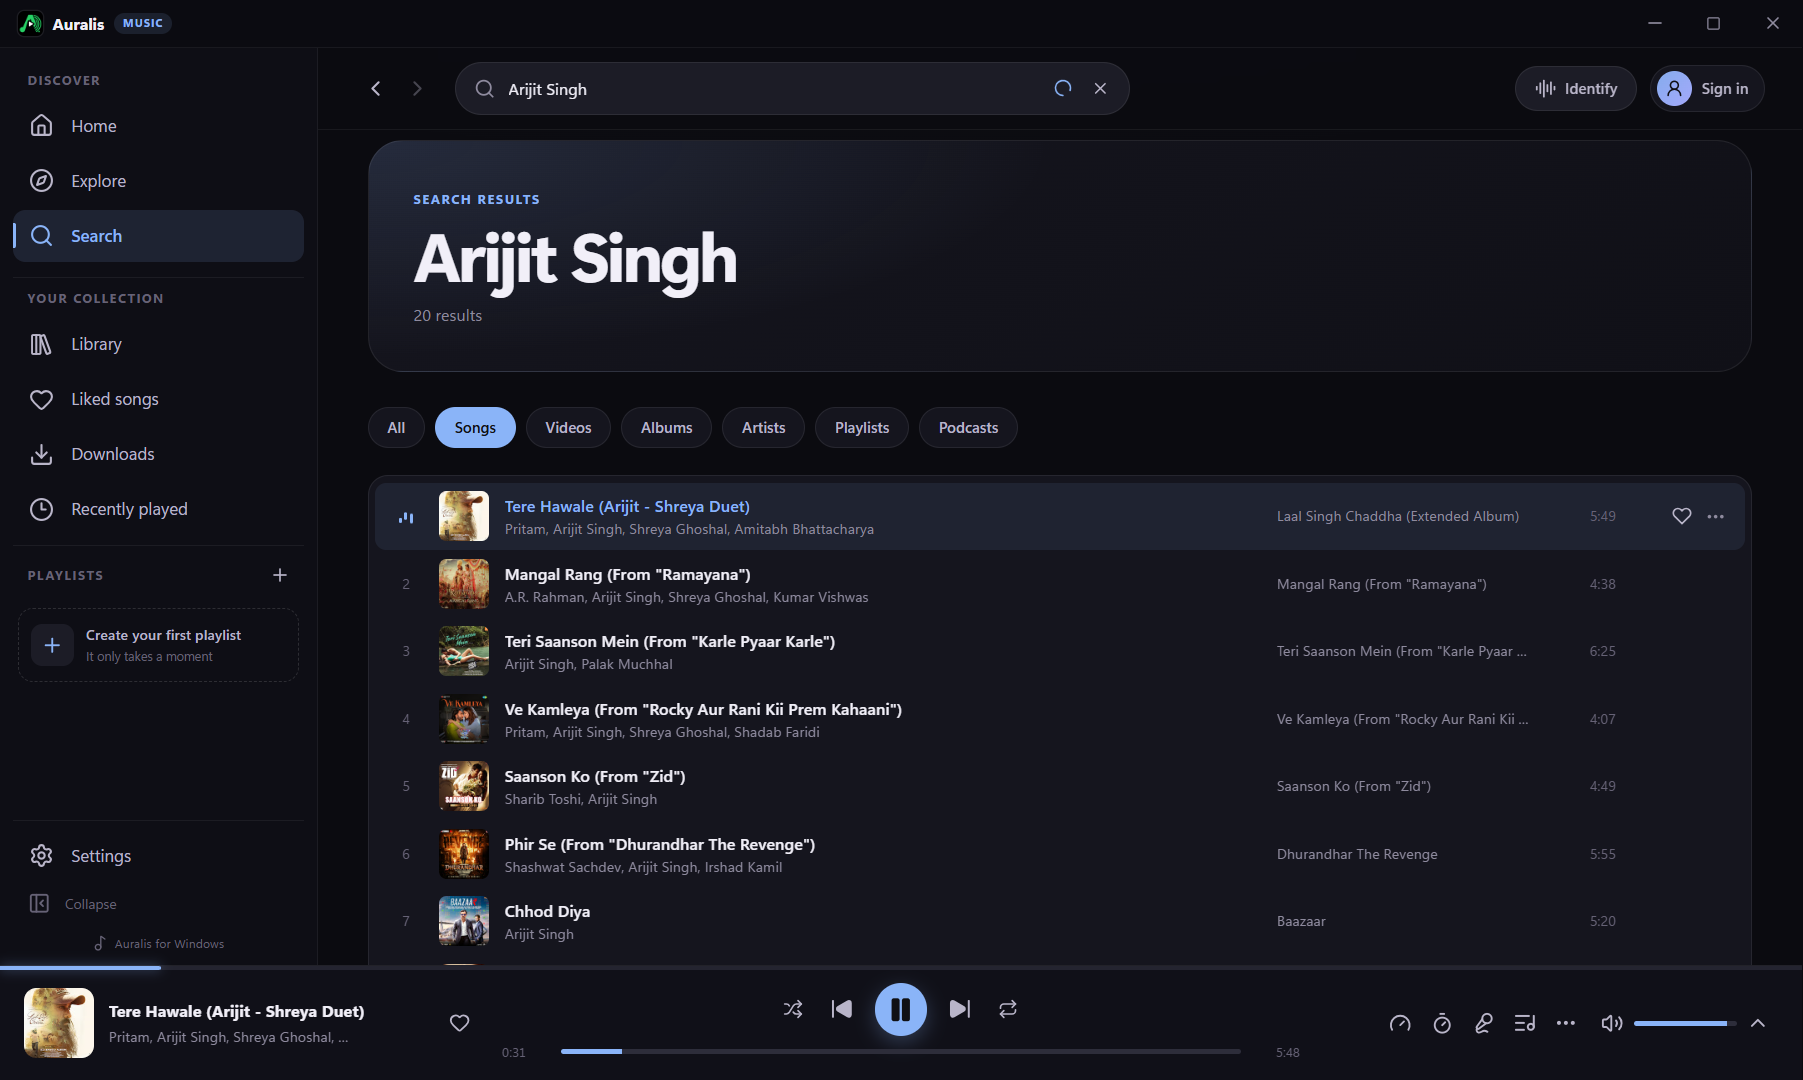 Auralis MUSIC
DISCOVER
Home
Explore
Search
YOUR COLLECTION
Library
Liked songs
Downloads
Recently played
PLAYLISTS
Create your first playlist
It only takes a moment
Settings
Collapse
Auralis for Windows
Arijit Singh
Identify
Sign in
SEARCH RESULTS
Arijit Singh
20 results
All Songs Videos Albums Artists Playlists Podcasts
Tere Hawale (Arijit - Shreya Duet)
Pritam, Arijit Singh, Shreya Ghoshal, Amitabh Bhattacharya
Laal Singh Chaddha (Extended Album) 5:49
2 Mangal Rang (From "Ramayana")
A.R. Rahman, Arijit Singh, Shreya Ghoshal, Kumar Vishwas
Mangal Rang (From "Ramayana") 4:38
3 Teri Saanson Mein (From "Karle Pyaar Karle")
Arijit Singh, Palak Muchhal
Teri Saanson Mein (From "Karle Pyaar ... 6:25
4 Ve Kamleya (From "Rocky Aur Rani Kii Prem Kahaani")
Pritam, Arijit Singh, Shreya Ghoshal, Shadab Faridi
Ve Kamleya (From "Rocky Aur Rani Kii ... 4:07
5 Saanson Ko (From "Zid")
Sharib Toshi, Arijit Singh
Saanson Ko (From "Zid") 4:49
6 Phir Se (From "Dhurandhar The Revenge")
Shashwat Sachdev, Arijit Singh, Irshad Kamil
Dhurandhar The Revenge 5:55
7 Chhod Diya
Arijit Singh
Baazaar 5:20
Tere Hawale (Arijit - Shreya Duet)
Pritam, Arijit Singh, Shreya Ghoshal, ...
0:31
5:48